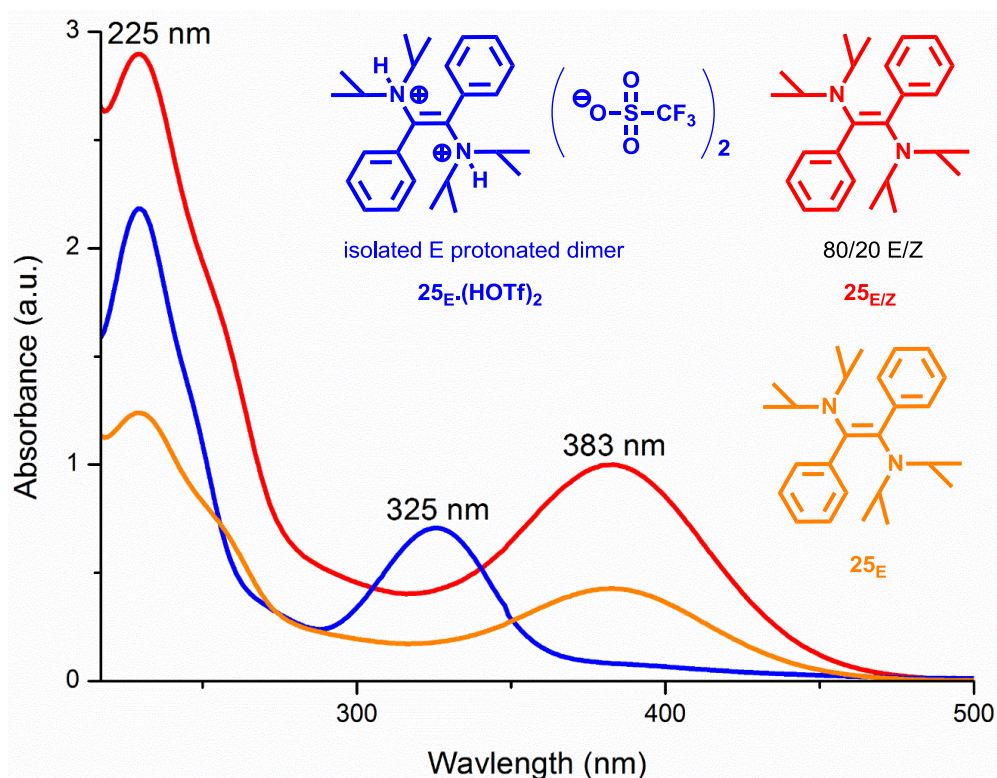 3
2
1
0
Absorbance (a.u.)
225 nm
325 nm
383 nm
300
400
500
Wavlength (nm)
H
N
⊕
⊕
N
H
( ⊖O-S-CF3 )2
O
O
isolated E protonated dimer
25E.(HOTf)2
N
N
80/20 E/Z
25E/Z
N
N
25E